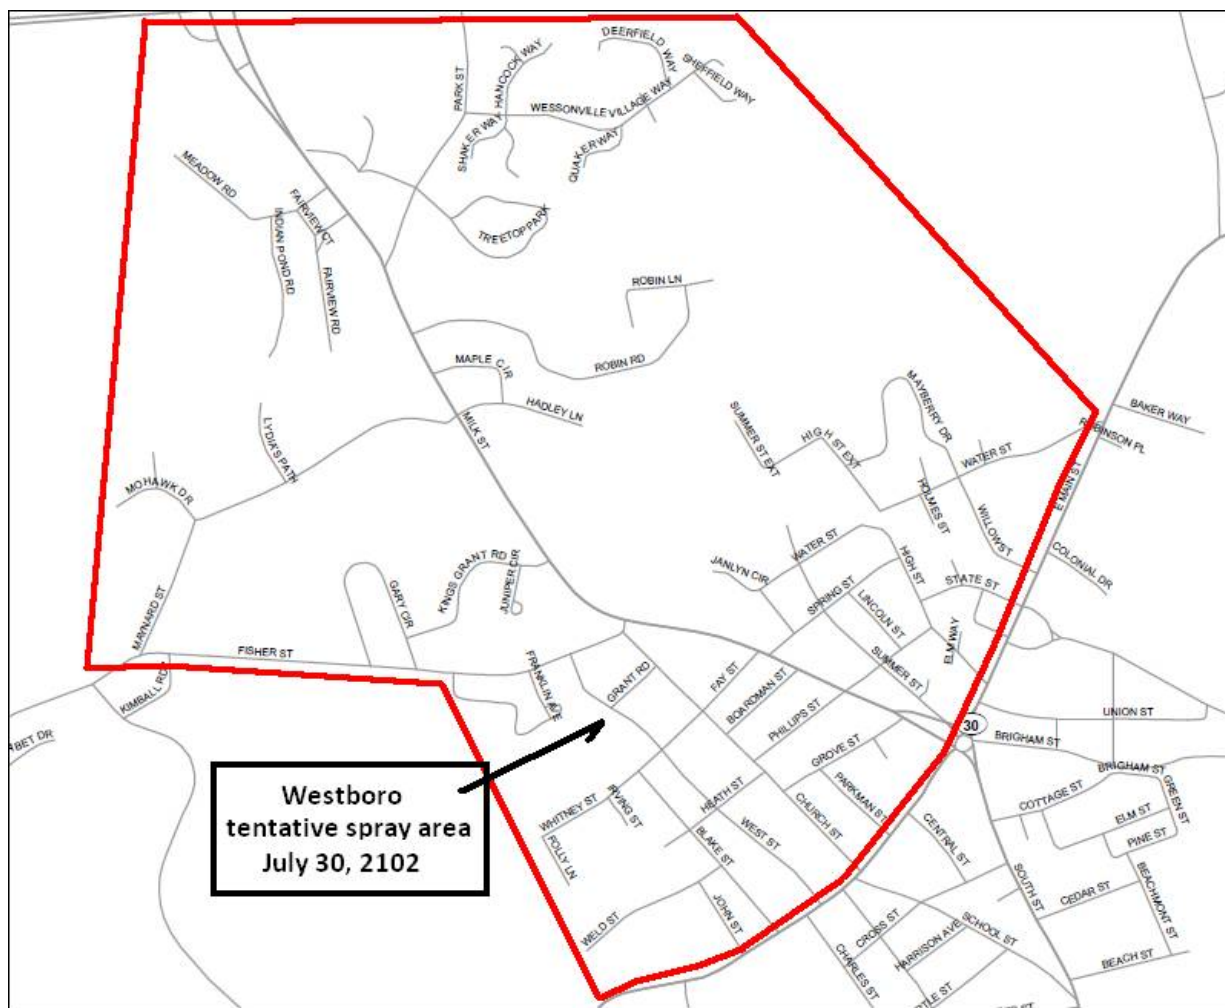 DEERFIELD WAY
SHEFFIELD WAY
HANCOCK WAY
PARK ST
WESSONVILLE VILLAGE WAY
SHAKER WAY
QUAKER WAY
MEADOW RD
FAIRVIEW CT
INDIAN POND RD
FAIRVIEW RD
TREETOP PARK
ROBIN LN
ROBIN RD
MAPLE CIR
HADLEY LN
MILK ST
LYDIA'S PATH
MOHAWK DR
MAYNARD ST
SUMMER ST EXT
HIGH ST EXT
MAYBERRY DR
WATER ST
BAKER WAY
ROBINSON PL
E MAIN ST
HOLMES ST
WILLOW ST
COLONIAL DR
KINGS GRANT RD
JUNIPER CIR
GARY CIR
JANLYN CIR
WATER ST
HIGH ST
STATE ST
SPRING ST
LINCOLN ST
ELM WAY
SUMMER ST
FISHER ST
KIMBALL RD
FRANKLIN AVE
GRANT RD
FAY ST
BOARDMAN ST
PHILLIPS ST
GROVE ST
30
UNION ST
BRIGHAM ST
BRIGHAM ST
GREEN ST
COTTAGE ST
ELM ST
PINE ST
RBET DR
Westboro
tentative spray area
July 30, 2102
WHITNEY ST
IRVING ST
FOLLY LN
HEATH ST
BLAKE ST
WEST ST
CHURCH ST
PARKMAN ST
CENTRAL ST
SOUTH ST
CEDAR ST
BEACHMONT ST
BEACH ST
WELD ST
JOHN ST
CHARLES ST
CROSS ST
HARRISON AVE
SCHOOL ST
TLE ST